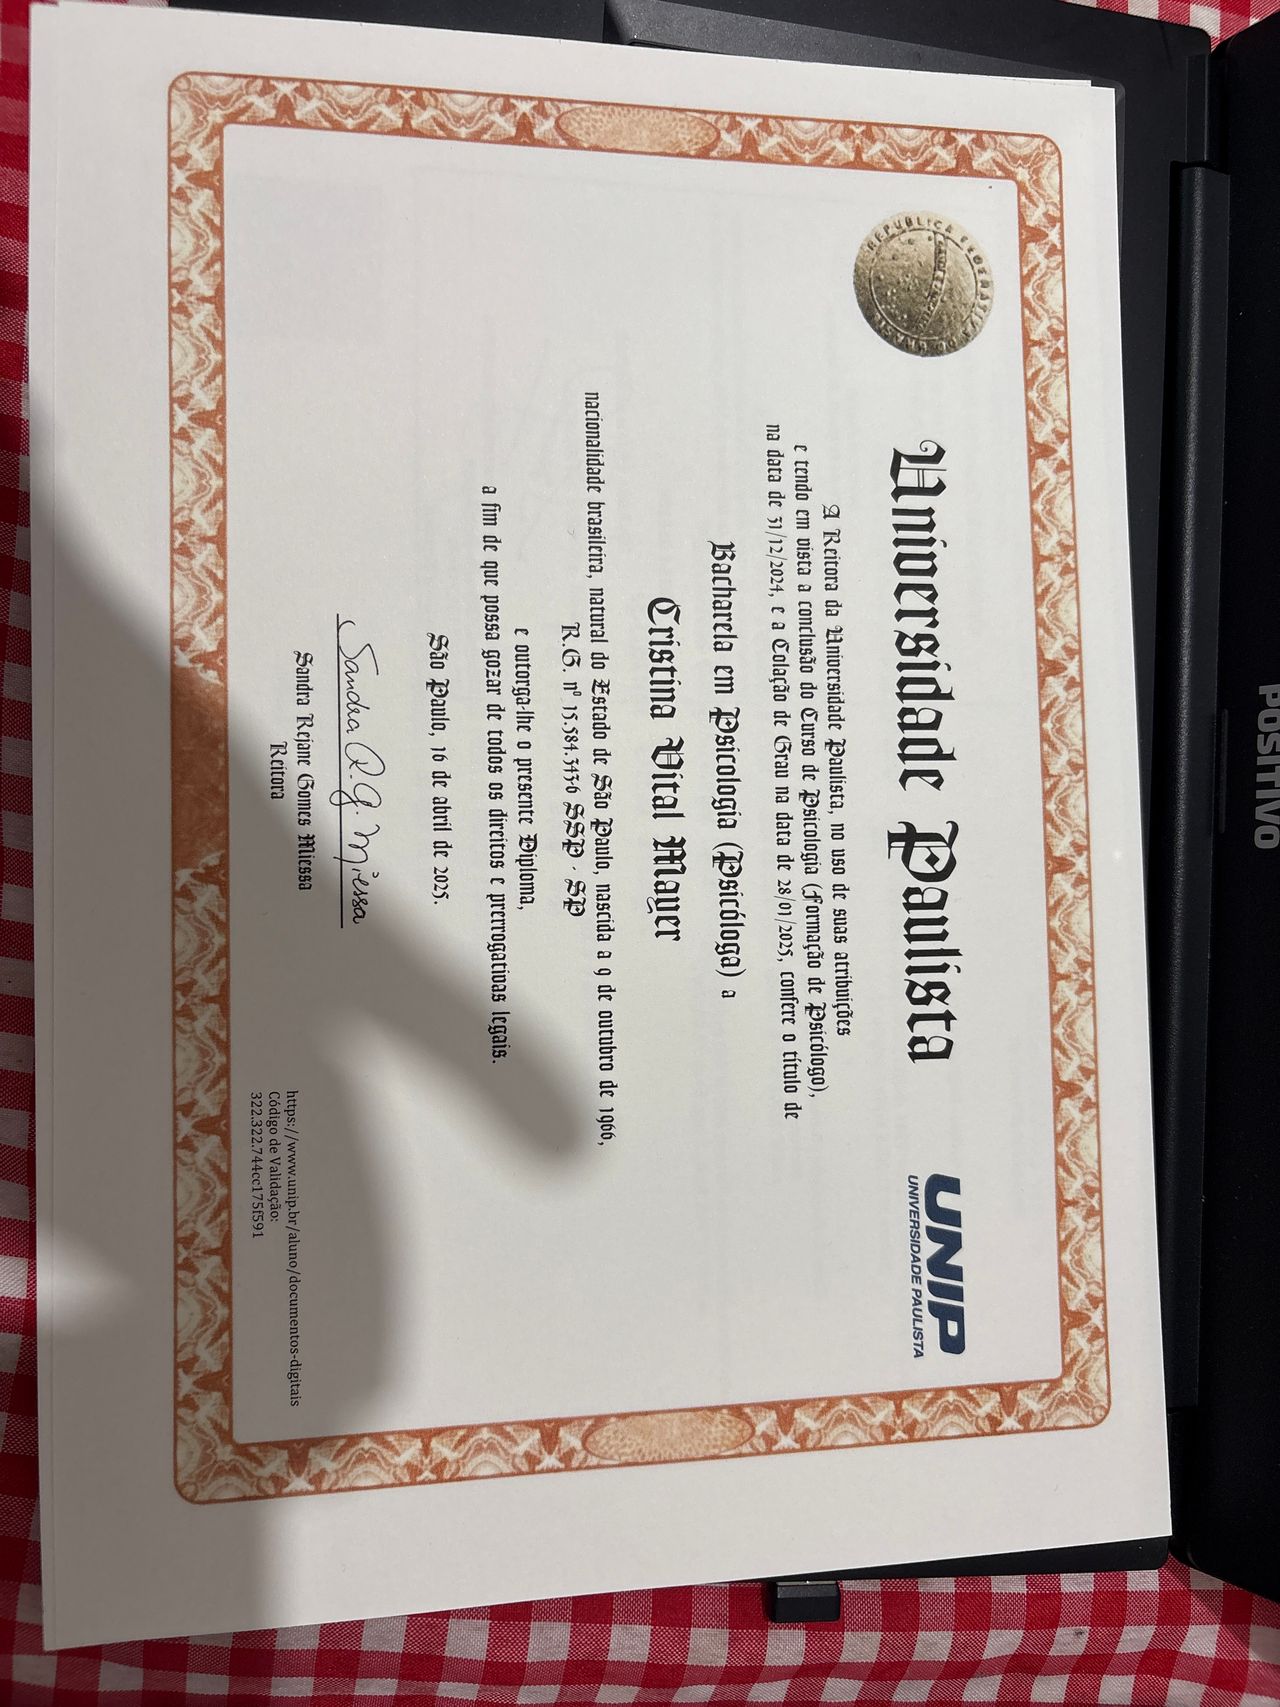 REPÚBLICA FEDERATIVA DO BRASIL
Universidade Paulista
UNIP
UNIVERSIDADE PAULISTA
A Reitora da Universidade Paulista, no uso de suas atribuições
e tendo em vista a conclusão do Curso de Psicologia (Formação de Psicólogo),
na data de 31/12/2024, e a Colação de Grau na data de 28/01/2025, confere o título de
Bacharela em Psicologia (Psicóloga) a
Cristina Vital Mayer
nacionalidade brasileira, natural do Estado de São Paulo, nascida a 9 de outubro de 1966,
R.G. nº 15.584.343-6 SSP - SP
e outorga-lhe o presente Diploma,
a fim de que possa gozar de todos os direitos e prerrogativas legais.
São Paulo, 16 de abril de 2025.
Sandra R. G. Miessa
Sandra Rejane Gomes Miessa
Reitora
https://www.unip.br/aluno/documentos-digitais
Código de Validação:
322.322.744cc175f591
POSITIVO